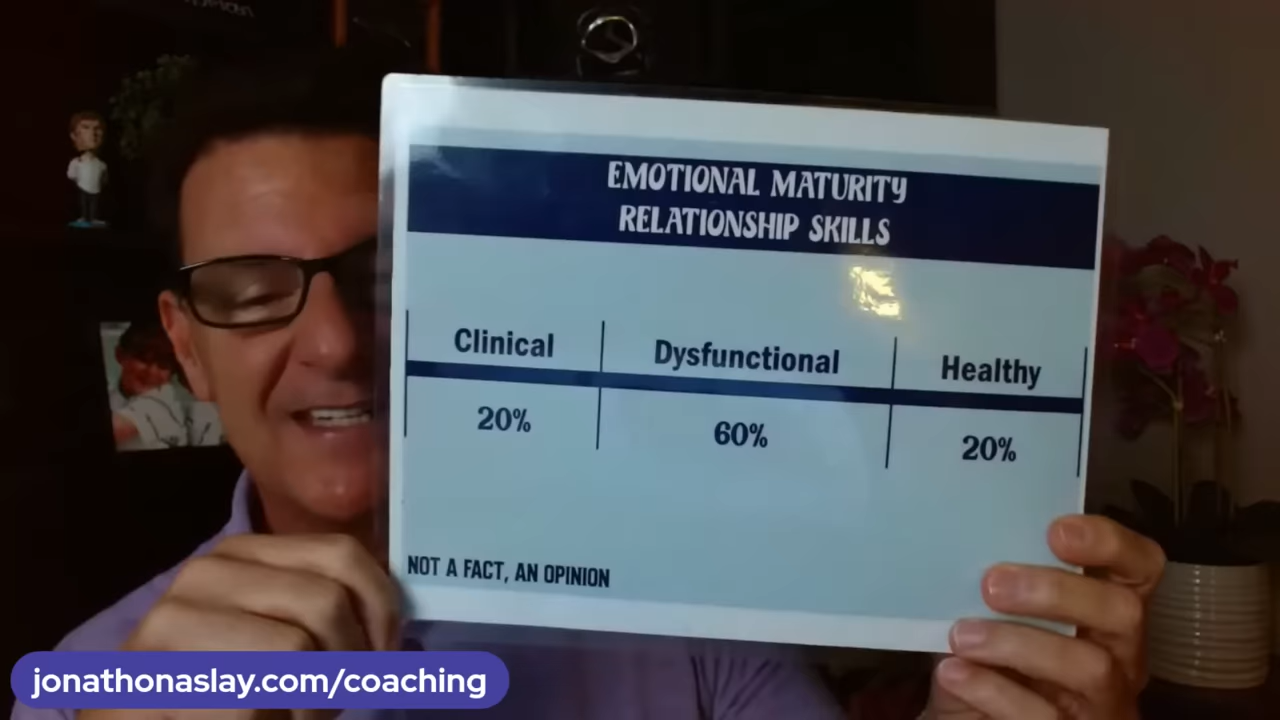 EMOTIONAL MATURITY
RELATIONSHIP SKILLS
Clinical Dysfunctional Healthy
20% 60% 20%
NOT A FACT, AN OPINION
jonathonaslay.com/coaching